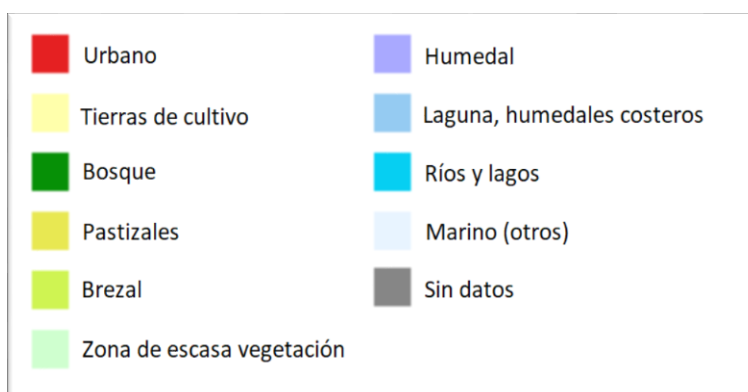 Urbano
Tierras de cultivo
Bosque
Pastizales
Brezal
Zona de escasa vegetación
Humedal
Laguna, humedales costeros
Ríos y lagos
Marino (otros)
Sin datos